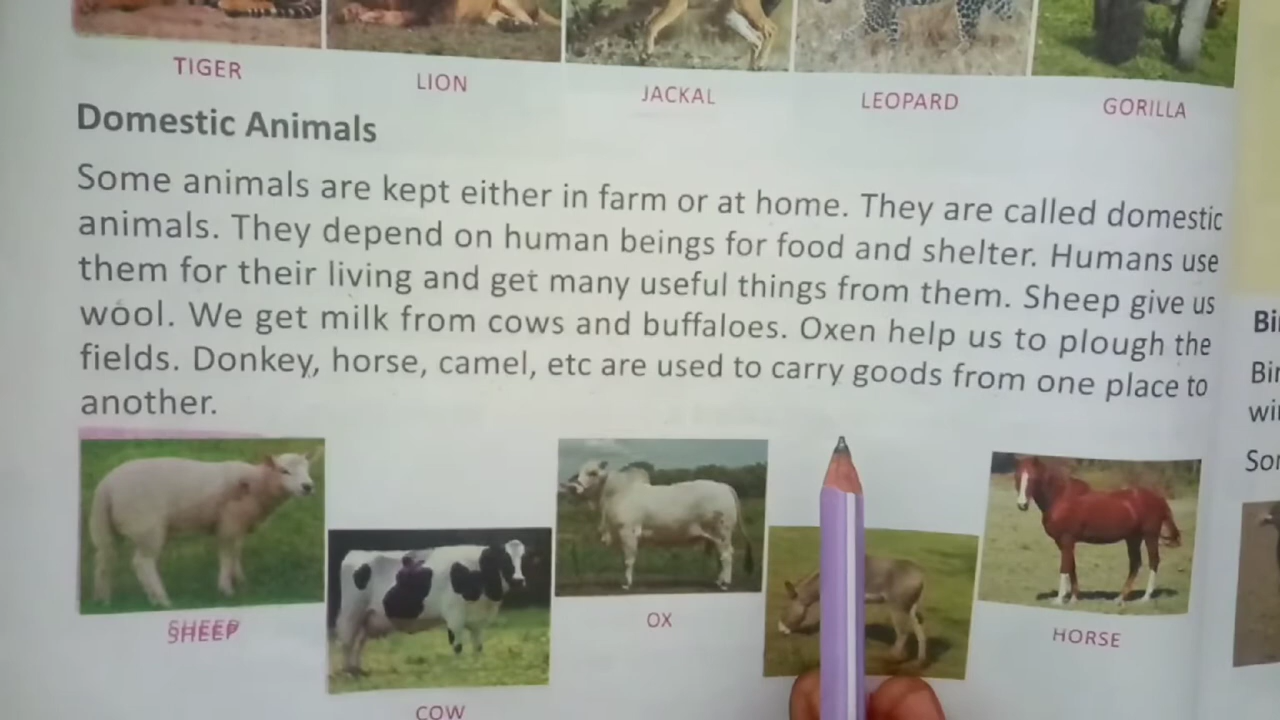 TIGER
LION
JACKAL
LEOPARD
GORILLA
Domestic Animals
Some animals are kept either in farm or at home. They are called domestic
animals. They depend on human beings for food and shelter. Humans use
them for their living and get many useful things from them. Sheep give us
wool. We get milk from cows and buffaloes. Oxen help us to plough the
fields. Donkey, horse, camel, etc are used to carry goods from one place to
another.
SHEEP
COW
OX
HORSE